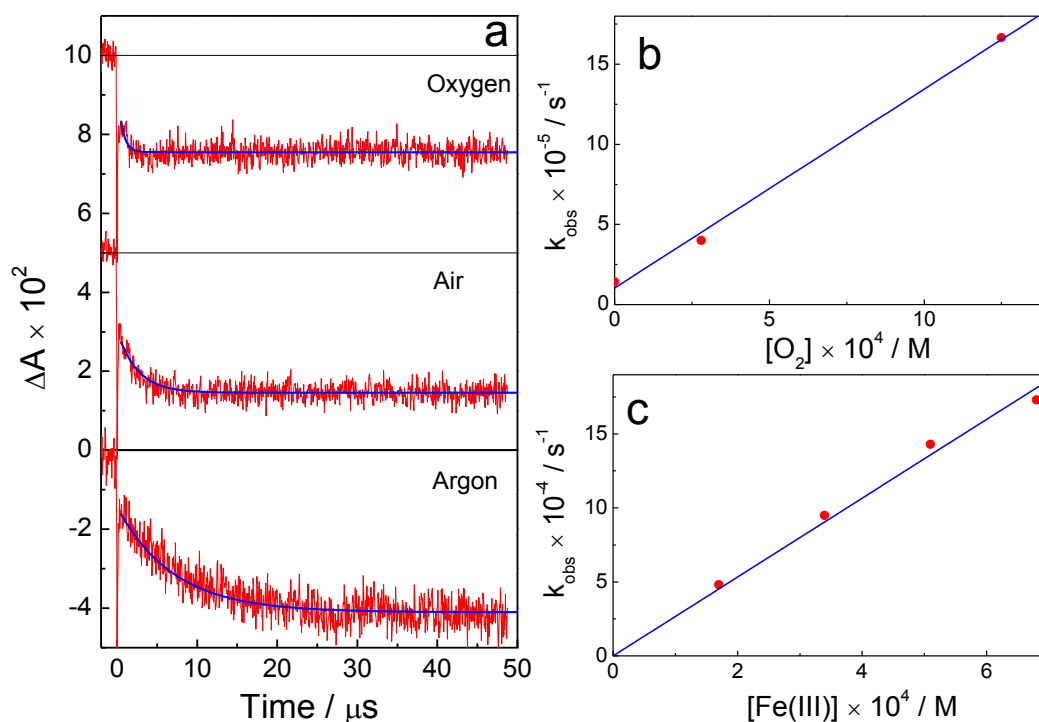 a
10
8
6
4
2
0
-2
-4
ΔA × 10²
Oxygen
Air
Argon
0 10 20 30 40 50
Time / μs
b
15
10
5
0
k_obs × 10⁻⁵ / s⁻¹
0 5 10
[O₂] × 10⁴ / M
c
15
10
5
0
k_obs × 10⁻⁴ / s⁻¹
0 2 4 6
[Fe(III)] × 10⁴ / M